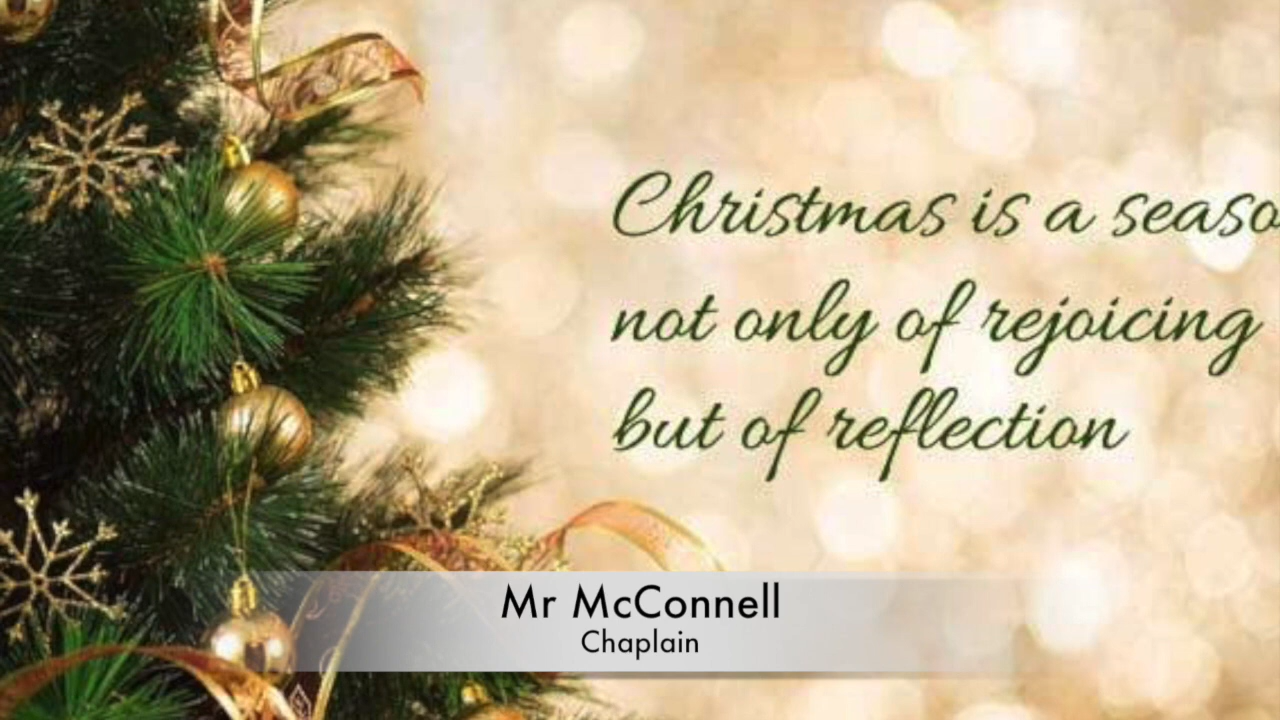 Christmas is a seaso
not only of rejoicing
but of reflection
Mr McConnell
Chaplain